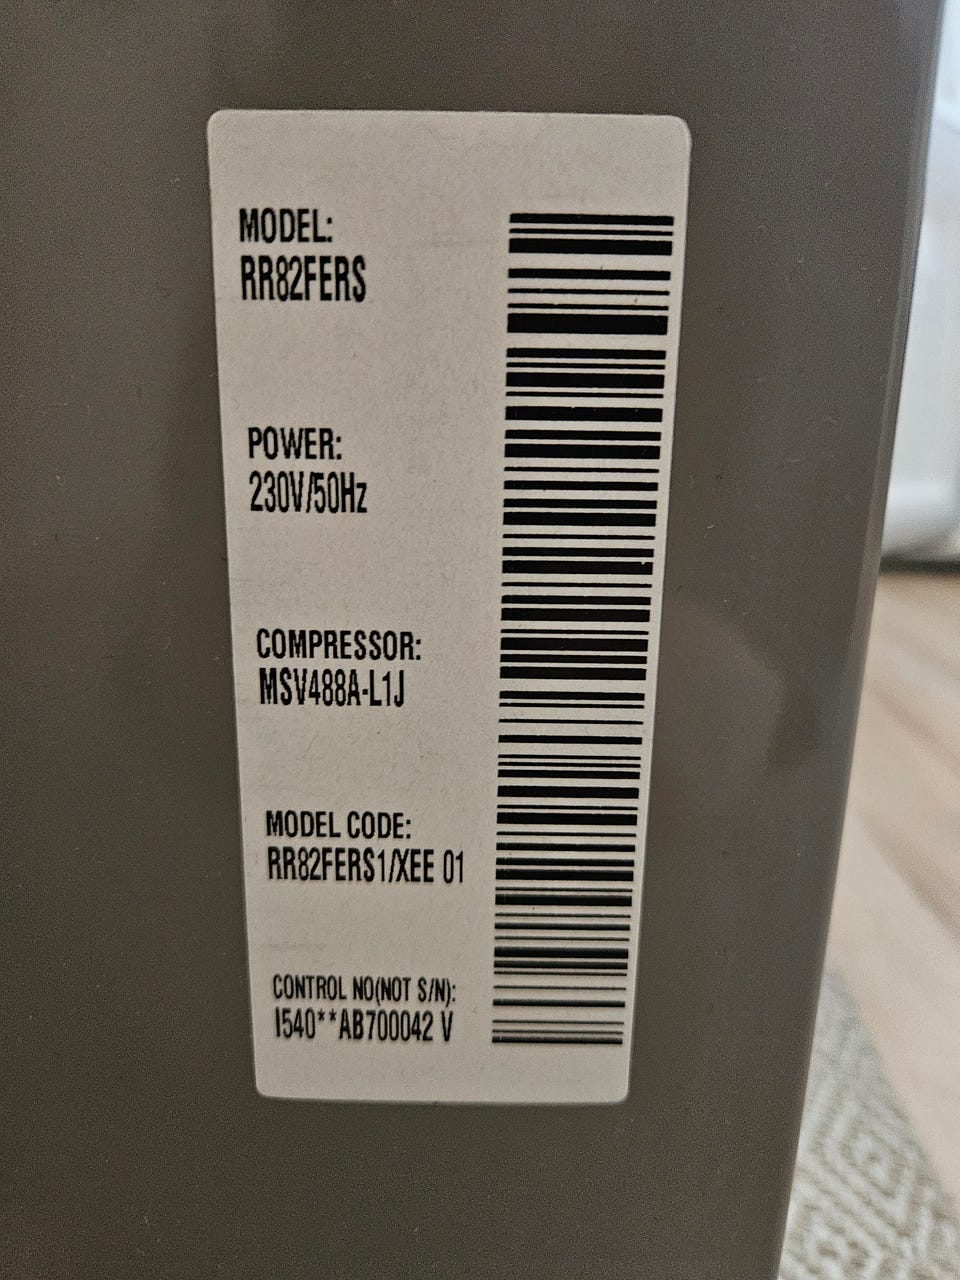 MODEL:
RR82FERS
POWER:
230V/50Hz
COMPRESSOR:
MSV488A-L1J
MODEL CODE:
RR82FERS1/XEE 01
CONTROL NO(NOT S/N):
I540**AB700042 V